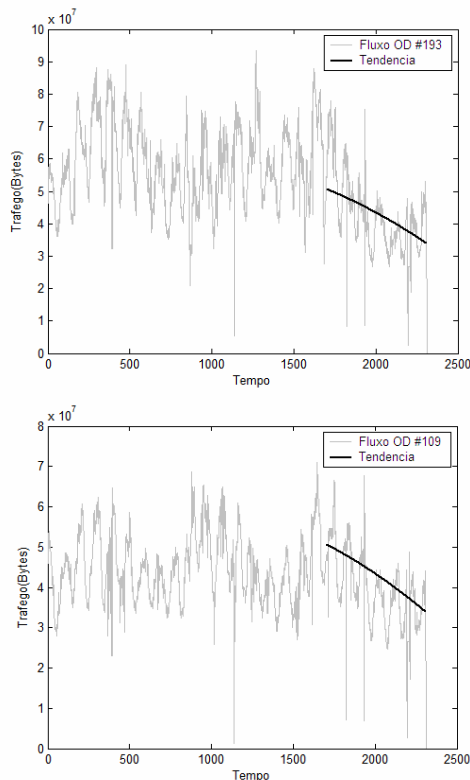 x 10^7
10
9
8
7
6
5
4
3
2
1
0
Trafego(Bytes)
Fluxo OD #193
Tendencia
0 500 1000 1500 2000 2500
Tempo
x 10^7
8
7
6
5
4
3
2
1
0
Trafego(Bytes)
Fluxo OD #109
Tendencia
0 500 1000 1500 2000 2500
Tempo